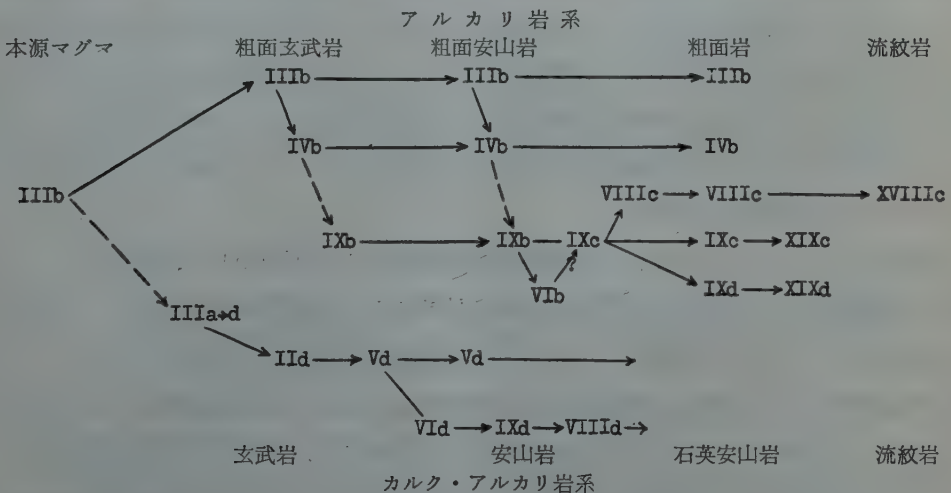 アルカリ岩系
本源マグマ 粗面玄武岩 粗面安山岩 粗面岩 流紋岩
IIIb IIIb IIIb
IVb IVb IVb
IIIb VIIIc VIIIc XVIIIc
IXb IXb IXc IXc XIXc
? VIb IXd XIXd
IIIa→d
IId Vd Vd
VId IXd VIIId
玄武岩 安山岩 石英安山岩 流紋岩
カルク・アルカリ岩系